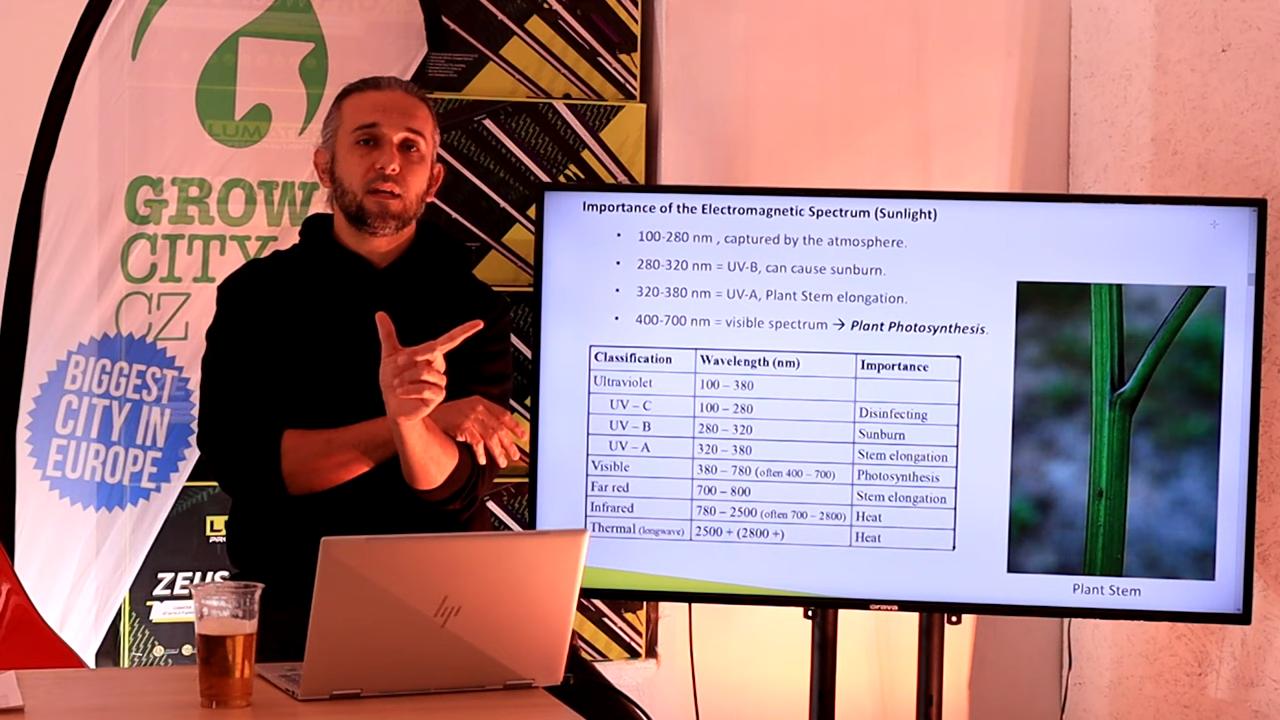 LUMATEK
GROW
CITY
CZ
BIGGEST
CITY IN
EUROPE
ZEUS
Importance of the Electromagnetic Spectrum (Sunlight)
• 100-280 nm , captured by the atmosphere.
• 280-320 nm = UV-B, can cause sunburn.
• 320-380 nm = UV-A, Plant Stem elongation.
• 400-700 nm = visible spectrum → Plant Photosynthesis.
Classification Wavelength (nm) Importance
Ultraviolet 100 – 380
UV – C 100 – 280 Disinfecting
UV – B 280 – 320 Sunburn
UV – A 320 – 380 Stem elongation
Visible 380 – 780 (often 400 – 700) Photosynthesis
Far red 700 – 800 Stem elongation
Infrared 780 – 2500 (often 700 – 2800) Heat
Thermal (longwave) 2500 + (2800 +) Heat
Plant Stem
orava
hp